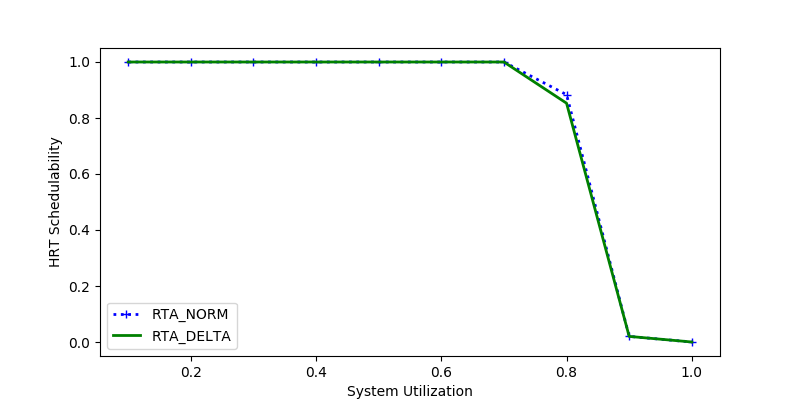 1.0
0.8
0.6
0.4
0.2
0.0
HRT Schedulability
RTA_NORM
RTA_DELTA
0.2 0.4 0.6 0.8 1.0
System Utilization